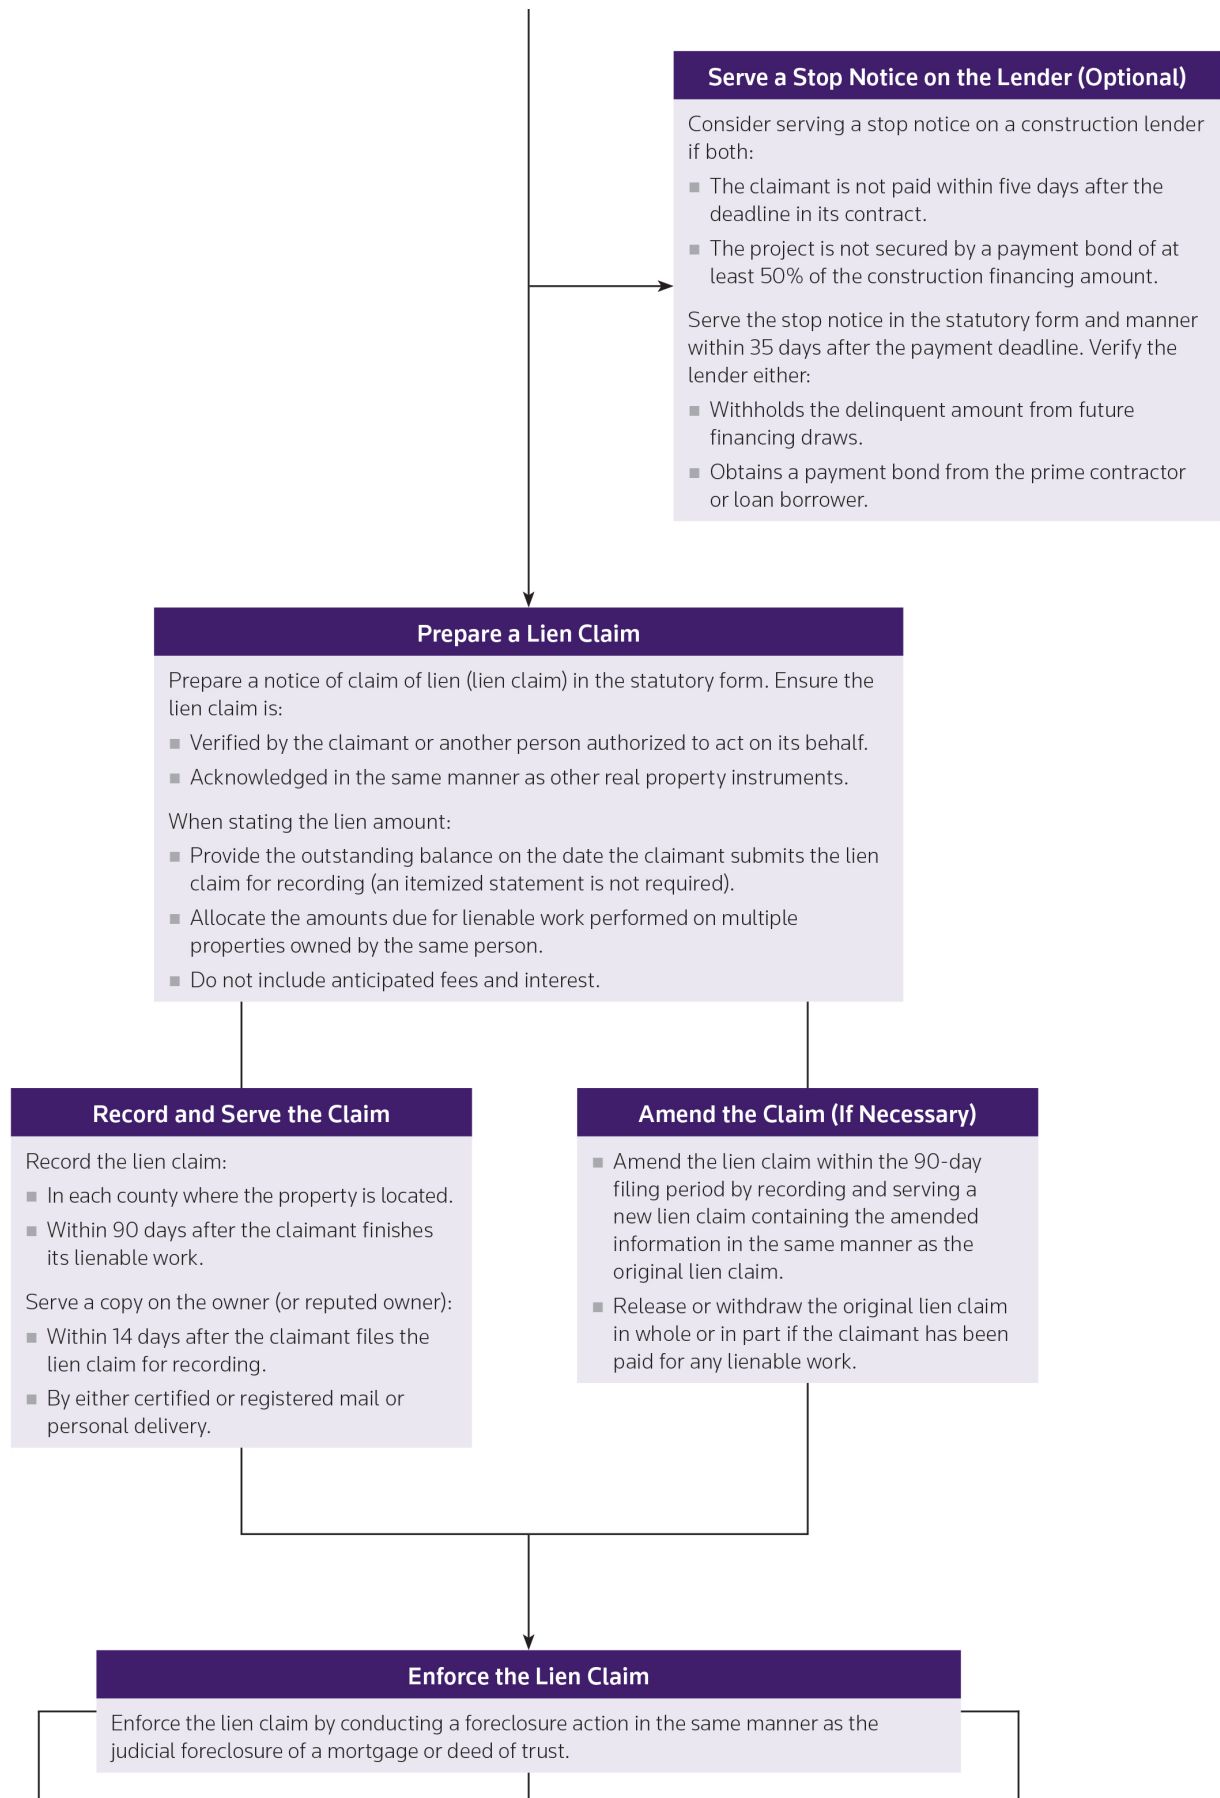 Serve a Stop Notice on the Lender (Optional)
Consider serving a stop notice on a construction lender
if both:
■ The claimant is not paid within five days after the
deadline in its contract.
■ The project is not secured by a payment bond of at
least 50% of the construction financing amount.
Serve the stop notice in the statutory form and manner
within 35 days after the payment deadline. Verify the
lender either:
■ Withholds the delinquent amount from future
financing draws.
■ Obtains a payment bond from the prime contractor
or loan borrower.
Prepare a Lien Claim
Prepare a notice of claim of lien (lien claim) in the statutory form. Ensure the
lien claim is:
■ Verified by the claimant or another person authorized to act on its behalf.
■ Acknowledged in the same manner as other real property instruments.
When stating the lien amount:
■ Provide the outstanding balance on the date the claimant submits the lien
claim for recording (an itemized statement is not required).
■ Allocate the amounts due for lienable work performed on multiple
properties owned by the same person.
■ Do not include anticipated fees and interest.
Record and Serve the Claim
Record the lien claim:
■ In each county where the property is located.
■ Within 90 days after the claimant finishes
its lienable work.
Serve a copy on the owner (or reputed owner):
■ Within 14 days after the claimant files the
lien claim for recording.
■ By either certified or registered mail or
personal delivery.
Amend the Claim (If Necessary)
■ Amend the lien claim within the 90-day
filing period by recording and serving a
new lien claim containing the amended
information in the same manner as the
original lien claim.
■ Release or withdraw the original lien claim
in whole or in part if the claimant has been
paid for any lienable work.
Enforce the Lien Claim
Enforce the lien claim by conducting a foreclosure action in the same manner as the
judicial foreclosure of a mortgage or deed of trust.